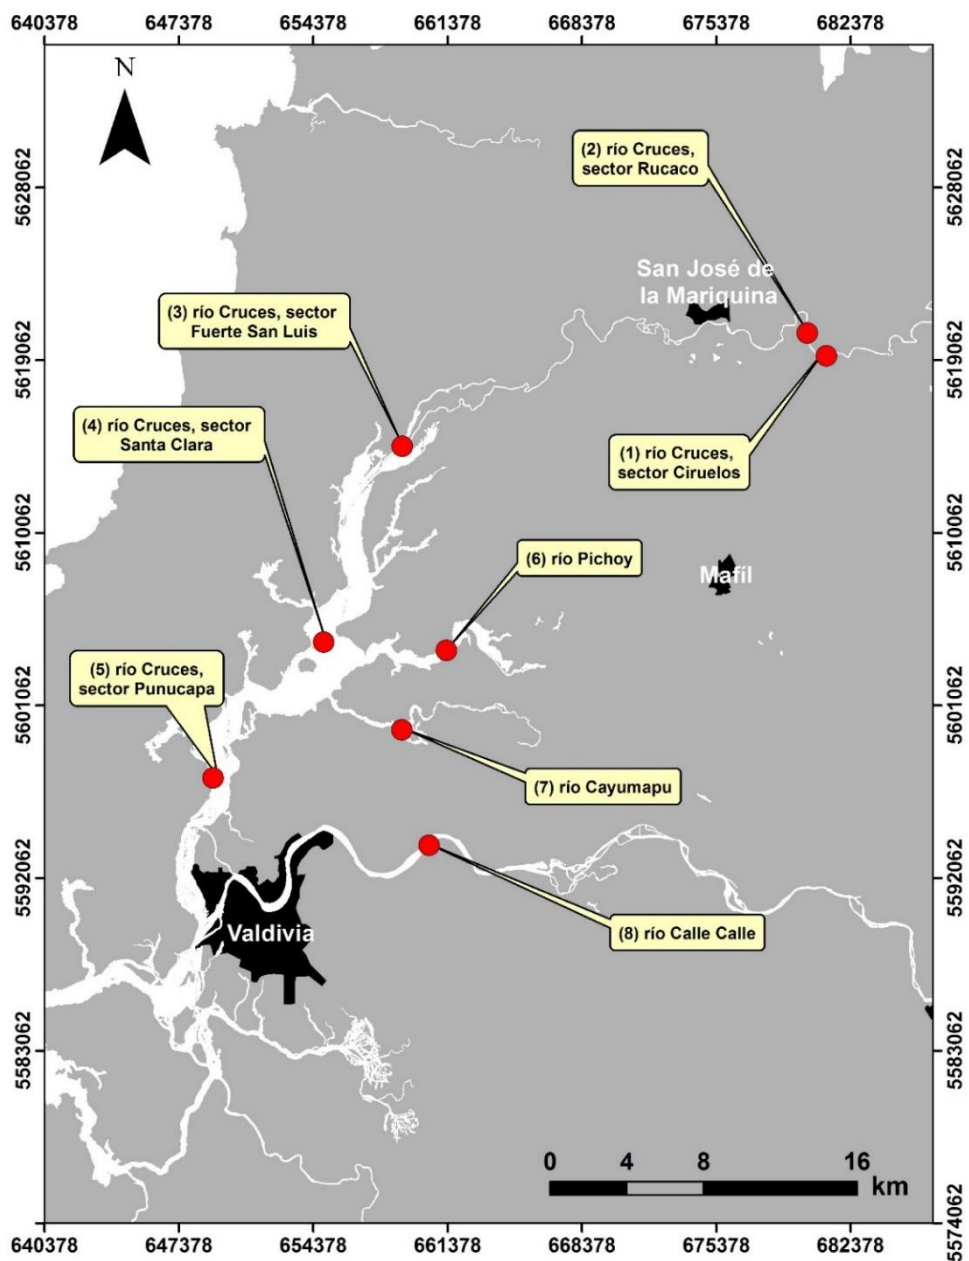 640378 647378 654378 661378 668378 675378 682378
N
5628062
5628062
(2) río Cruces,
sector Rucaco
San José de
la Mariquina
(3) río Cruces, sector
Fuerte San Luis
5619062
5619062
(4) río Cruces, sector
Santa Clara
(1) río Cruces,
sector Ciruelos
5610062
5610062
(6) río Pichoy
Mafíl
(5) río Cruces,
sector Punucapa
5601062
5601062
(7) río Cayumapu
5592062
5592062
Valdivia
(8) río Calle Calle
5583062
5583062
0 4 8 16
km
5574062
5574062
640378 647378 654378 661378 668378 675378 682378